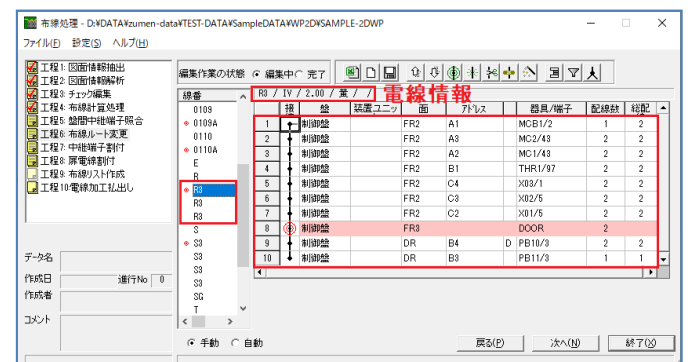 布線処理 - D:¥DATA¥zumen-data¥TEST-DATA¥SampleDATA¥WP2D¥SAMPLE-2DWP
ファイル(F) 設定(S) ヘルプ(H)
工程1: 図面情報抽出
工程2: 図面情報解析
工程3: チェック編集
工程4: 布線計算処理
工程5: 盤間中継端子照合
工程6: 布線ルート変更
工程7: 中継端子割付
工程8: 扉電線割付
工程9: 布線リスト作成
工程10:電線加工払出し
データ名
作成日 進行No 0
作成者
コメント
編集作業の状態 編集中 完了
線番
0109
0109A
0110
0110A
E
R
R3
R3
R3
S
S3
S3
S3
S3
SG
T
手動 自動
R3 / IV / 2.00 / 黄 / /
電線情報
接 盤 装置ユニッ 面 アドレス 器具/端子 配線数 総配
1 制御盤 FR2 A1 MCB1/2 1 2
2 制御盤 FR2 A3 MC2/43 2 2
3 制御盤 FR2 A2 MC1/43 2 2
4 制御盤 FR2 B1 THR1/97 2 2
5 制御盤 FR2 C4 X03/1 2 2
6 制御盤 FR2 C3 X02/5 2 2
7 制御盤 FR2 C2 X01/5 2 2
8 制御盤 FR3 DOOR 2
9 制御盤 DR B4 D PB10/3 2 2
10 制御盤 DR B3 PB11/3 1 1
戻る(P) 次へ(N) 終了(X)